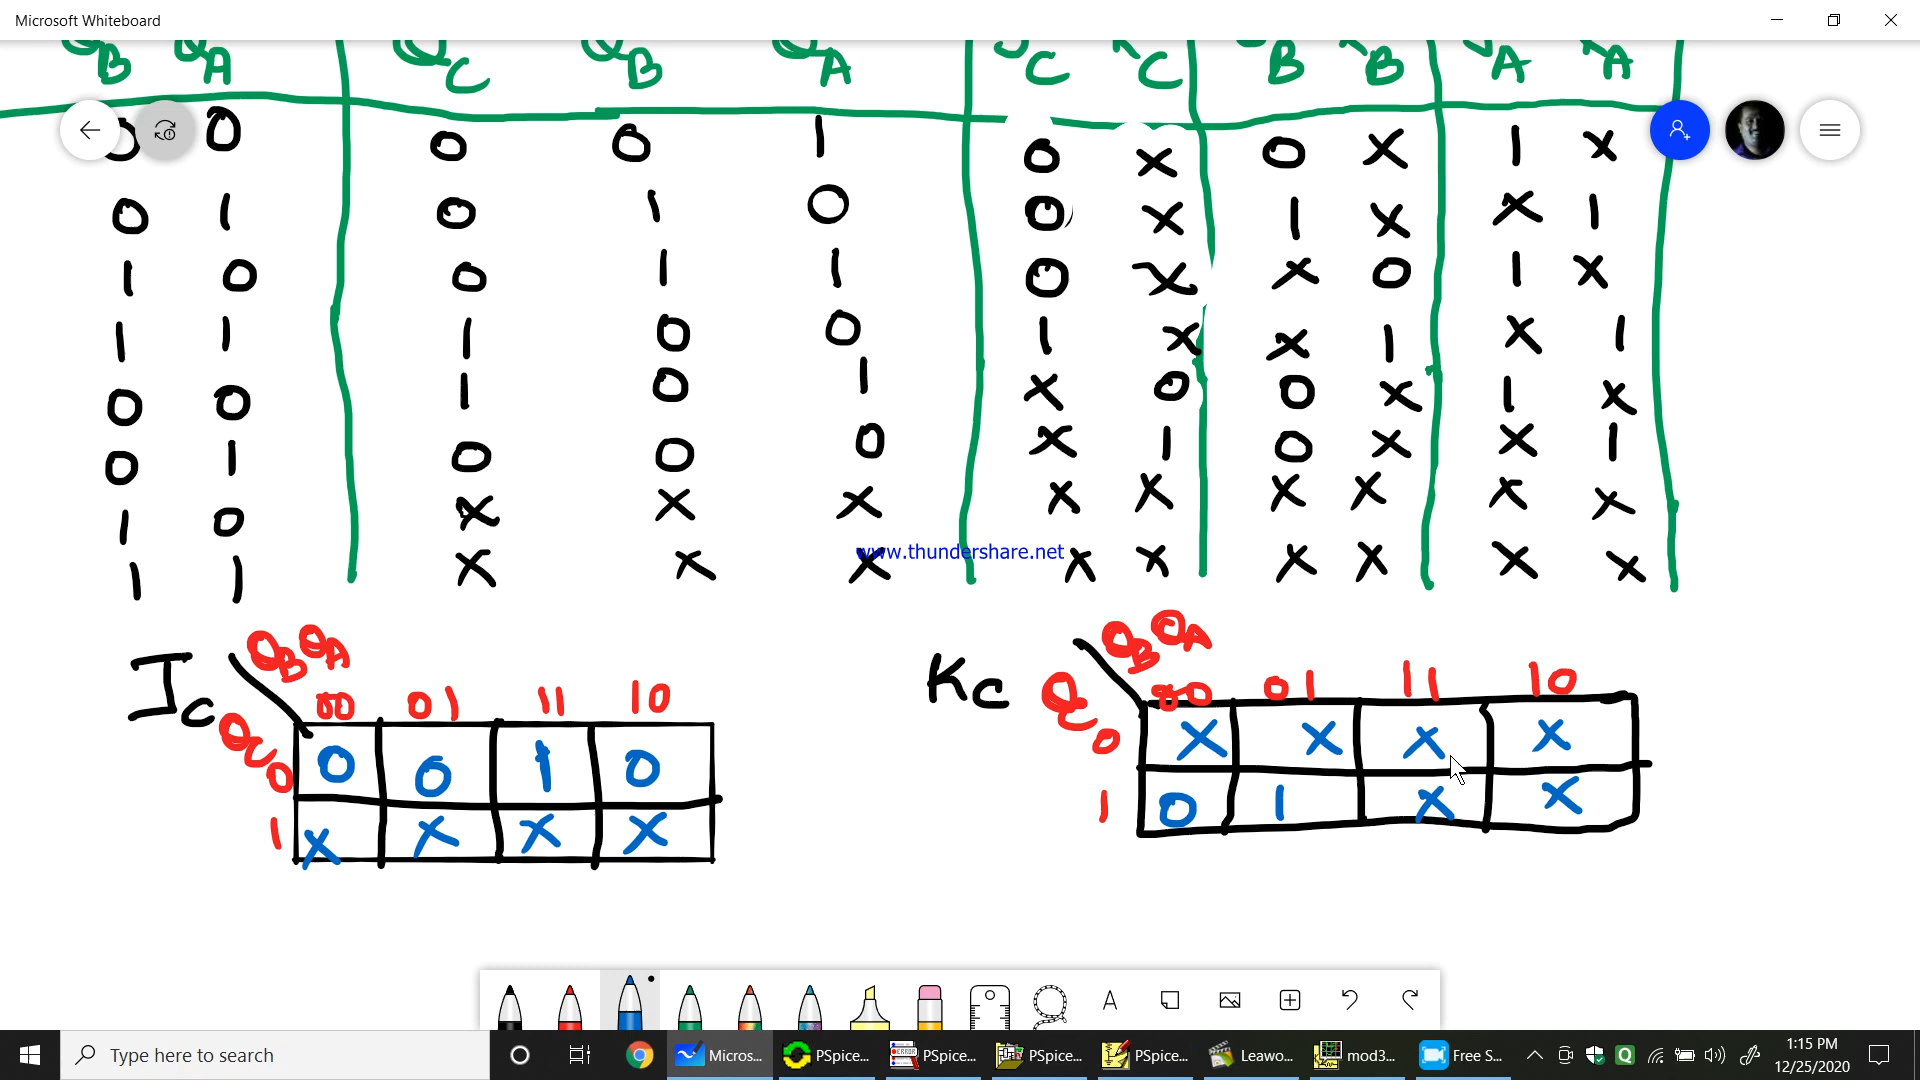 Microsoft Whiteboard
QB QA QC QB QA JC KC JB KB JA KA
0 0 0 0 1 0 x 0 x 1 x
0 1 0 1 0 0 x 1 x x 1
1 0 0 1 1 0 x x 0 1 x
1 1 1 0 0 1 x x 1 x 1
0 0 1 0 1 x 0 0 x 1 x
0 1 0 0 0 x 1 0 x x 1
1 0 x x x x x x x x x
www.thundershare.net
1 1 x x x x x x x x x
QB QA QB QA
JC 00 01 11 10 KC 00 01 11 10
QC QC
0 0 0 1 0 0 x x x x
1 x x x x 1 0 1 x x
Type here to search
Micros...
PSpice...
PSpice...
PSpice...
PSpice...
Leawo...
mod3...
Free S...
1:15 PM
12/25/2020